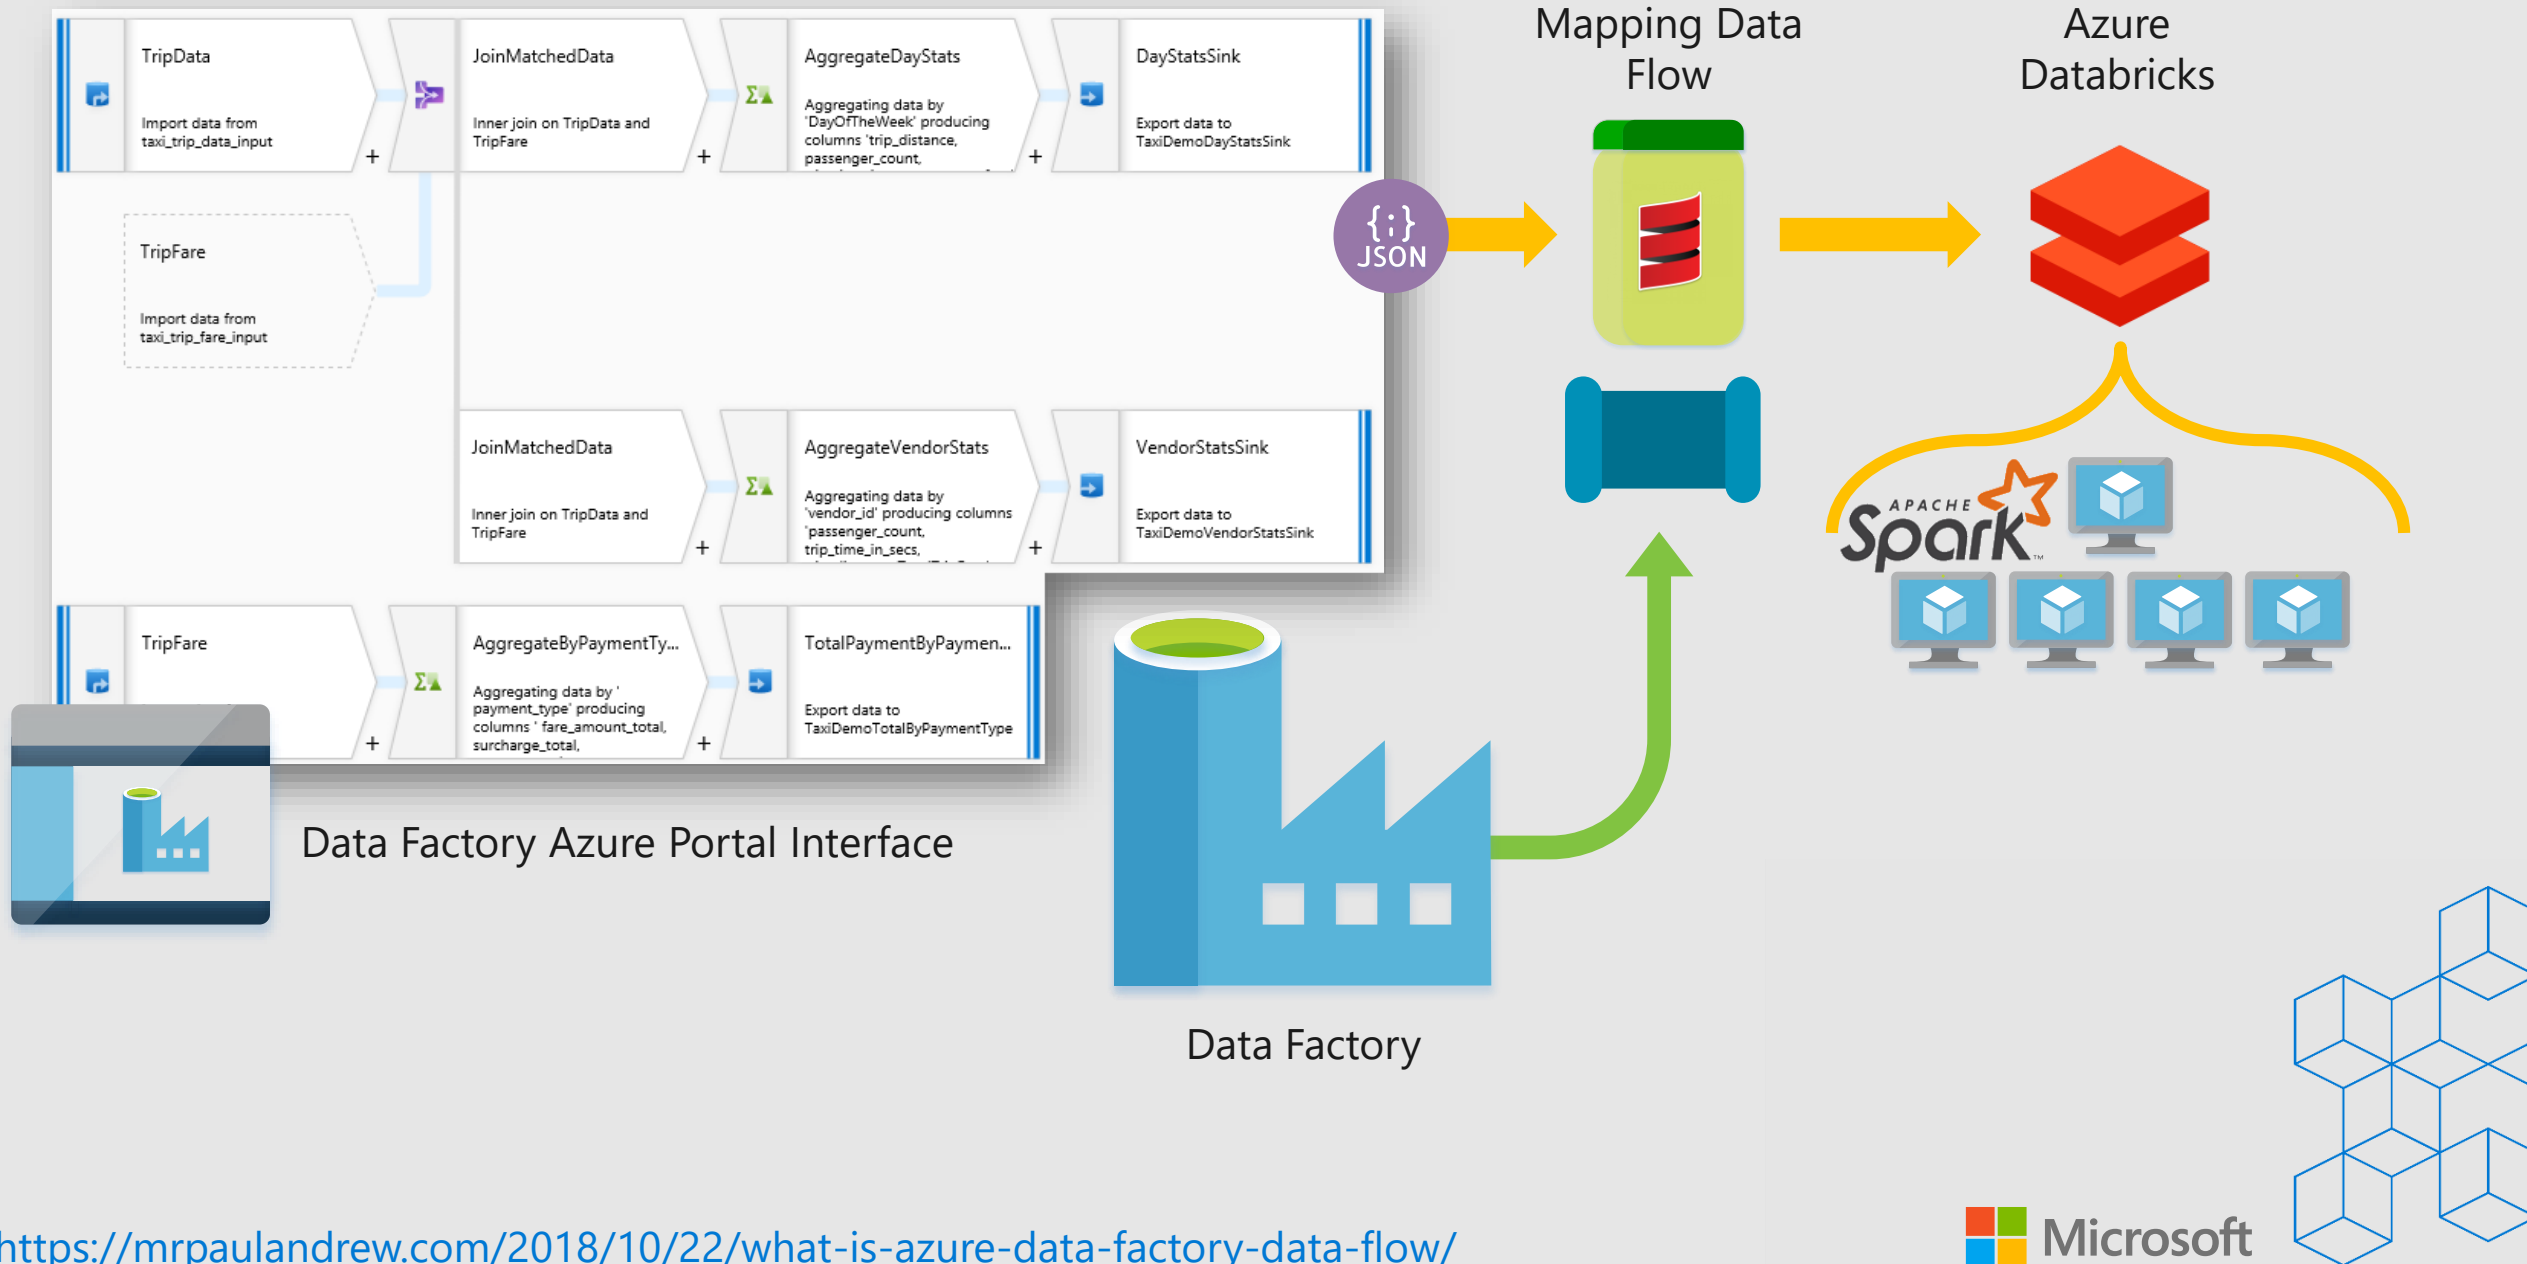 TripData
Import data from
taxi_trip_data_input
+
JoinMatchedData
Inner join on TripData and
TripFare
+
AggregateDayStats
Aggregating data by
'DayOfTheWeek' producing
columns 'trip_distance,
passenger_count,
+
DayStatsSink
Export data to
TaxiDemoDayStatsSink
TripFare
Import data from
taxi_trip_fare_input
JoinMatchedData
Inner join on TripData and
TripFare
+
AggregateVendorStats
Aggregating data by
'vendor_id' producing columns
'passenger_count,
trip_time_in_secs,
+
VendorStatsSink
Export data to
TaxiDemoVendorStatsSink
TripFare
+
AggregateByPaymentTy...
Aggregating data by '
payment_type' producing
columns ' fare_amount_total,
surcharge_total,
+
TotalPaymentByPaymen...
Export data to
TaxiDemoTotalByPaymentType
{;}
JSON
Mapping Data
Flow
Azure
Databricks
APACHE
Spark™
Data Factory Azure Portal Interface
Data Factory
https://mrpaulandrew.com/2018/10/22/what-is-azure-data-factory-data-flow/
Microsoft